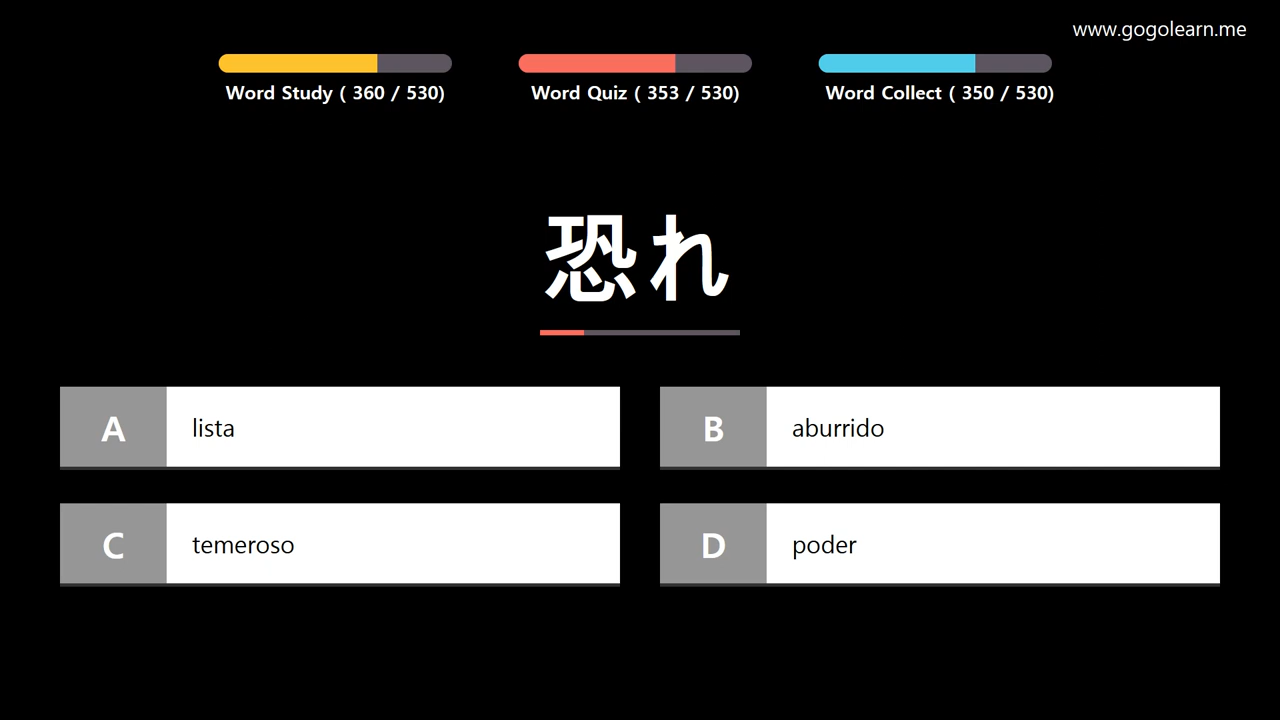 www.gogolearn.me
Word Study ( 360 / 530)
Word Quiz ( 353 / 530)
Word Collect ( 350 / 530)
恐れ
A lista
B aburrido
C temeroso
D poder